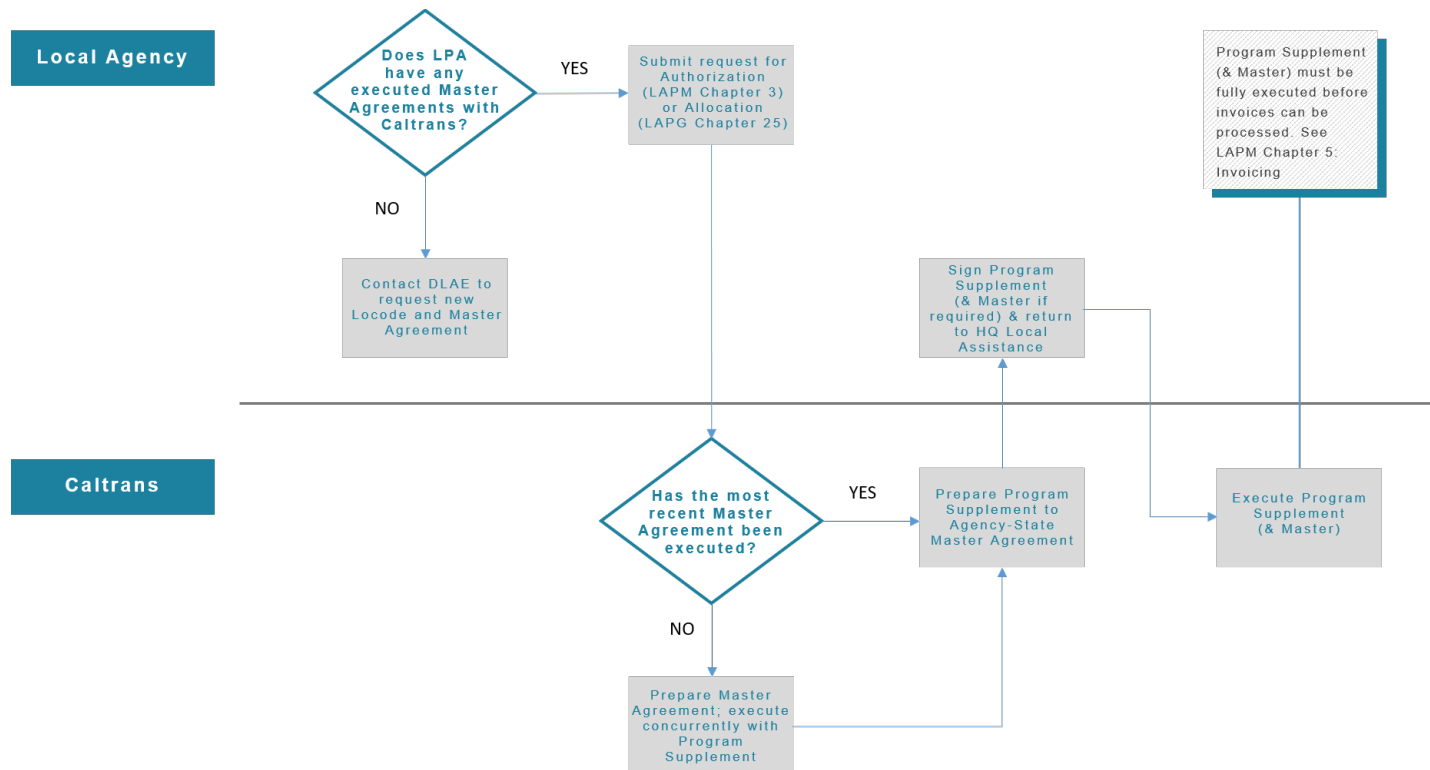 Local Agency
Does LPA
have any
executed Master
Agreements with
Caltrans?
YES
Submit request for
Authorization
(LAPM Chapter 3)
or Allocation
(LAPG Chapter 25)
Program Supplement
(& Master) must be
fully executed before
invoices can be
processed. See
LAPM Chapter 5:
Invoicing
NO
Contact DLAE to
request new
Locode and Master
Agreement
Sign Program
Supplement
(& Master if
required) & return
to HQ Local
Assistance
Caltrans
Has the most
recent Master
Agreement been
executed?
YES
Prepare Program
Supplement to
Agency-State
Master Agreement
Execute Program
Supplement
(& Master)
NO
Prepare Master
Agreement; execute
concurrently with
Program
Supplement